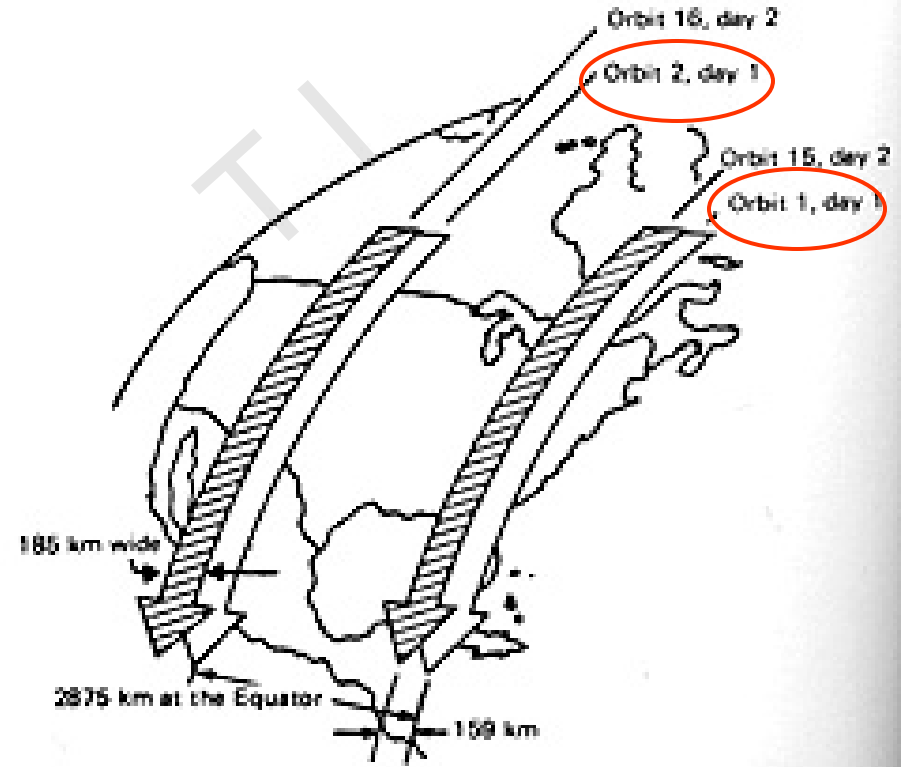 Orbit 16, day 2
Orbit 2, day 1
Orbit 15, day 2
Orbit 1, day 1
T I
185 km wide
2875 km at the Equator
159 km